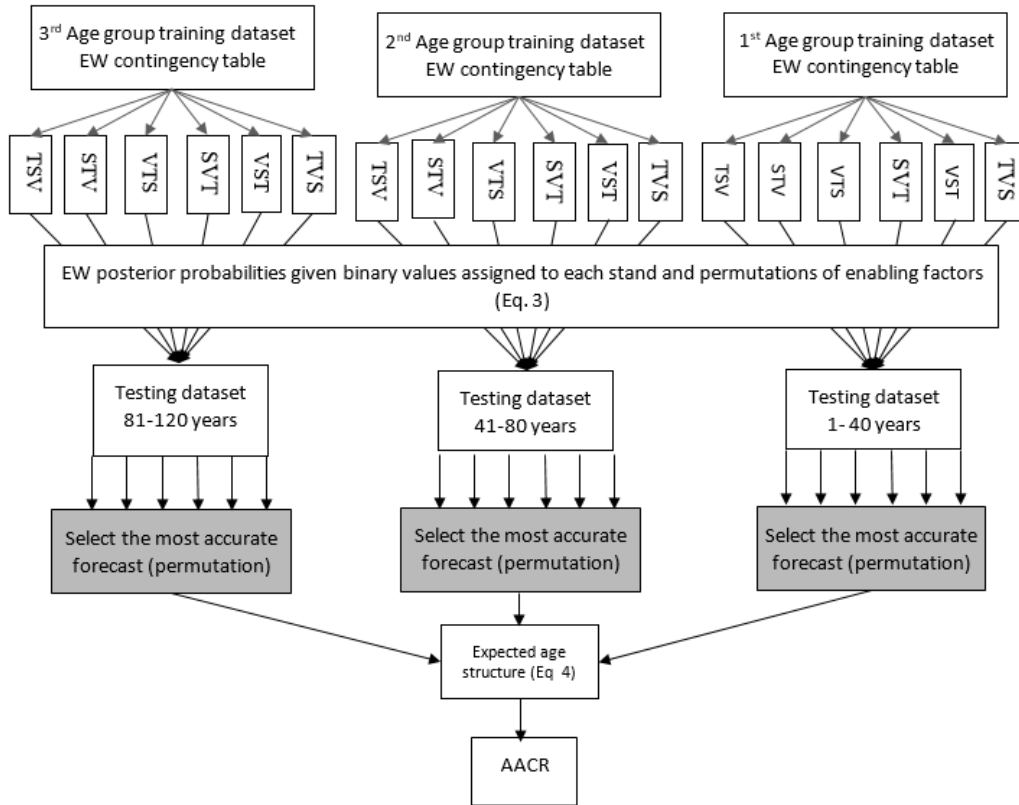 3rd Age group training dataset
EW contingency table
2nd Age group training dataset
EW contingency table
1st Age group training dataset
EW contingency table
TSV
STV
VTS
SVT
VST
TVS
TSV
STV
VTS
SVT
VST
TVS
TSV
STV
VTS
SVT
VST
TVS
EW posterior probabilities given binary values assigned to each stand and permutations of enabling factors
(Eq. 3)
Testing dataset
81-120 years
Testing dataset
41-80 years
Testing dataset
1- 40 years
Select the most accurate
forecast (permutation)
Select the most accurate
forecast (permutation)
Select the most accurate
forecast (permutation)
Expected age
structure (Eq 4)
AACR